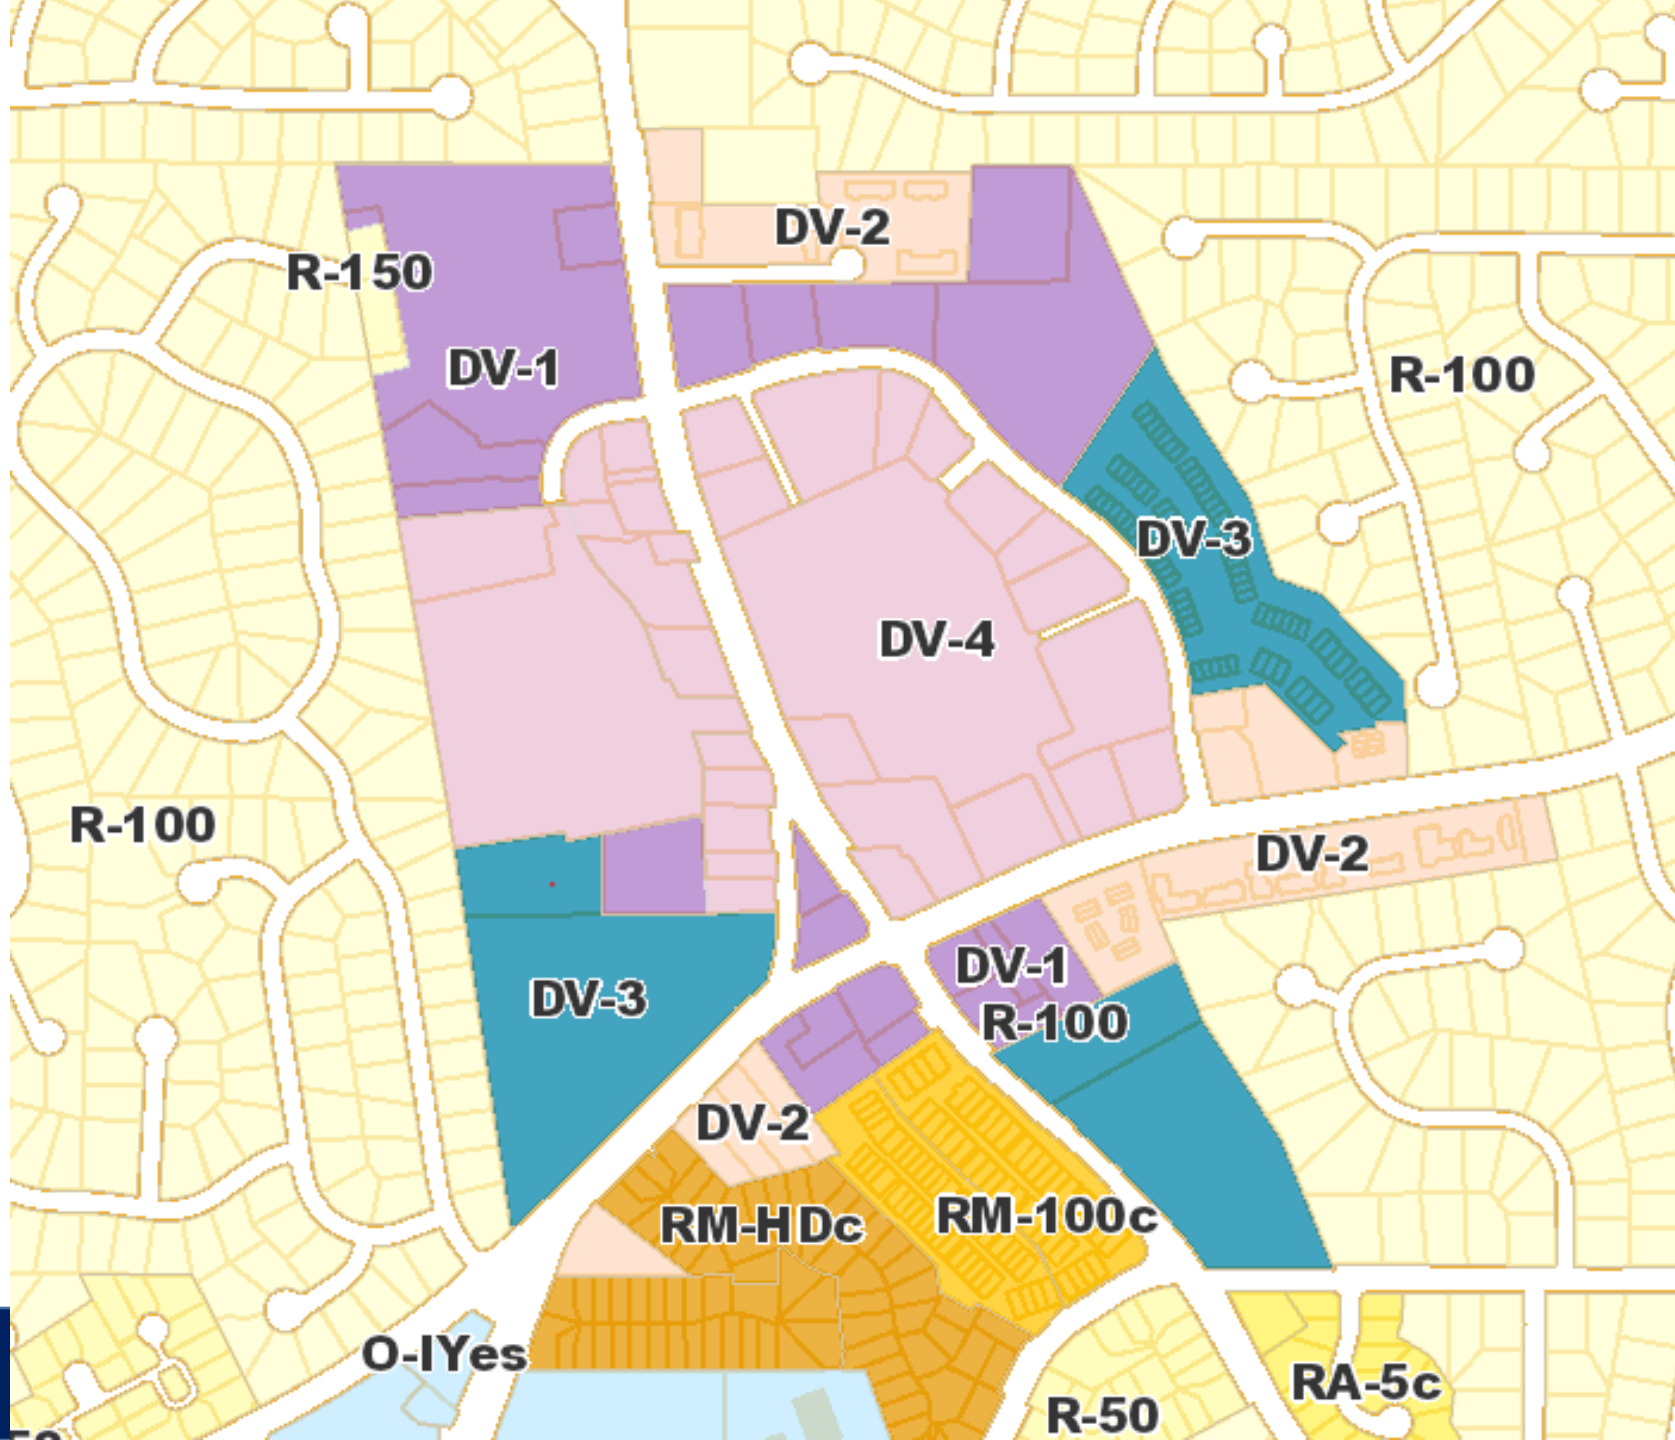 DV-2
R-150
DV-1
R-100
DV-3
DV-4
R-100
DV-2
DV-1
DV-3
R-100
DV-2
RM-100c
RM-HDc
O-IYes
RA-5c
R-50